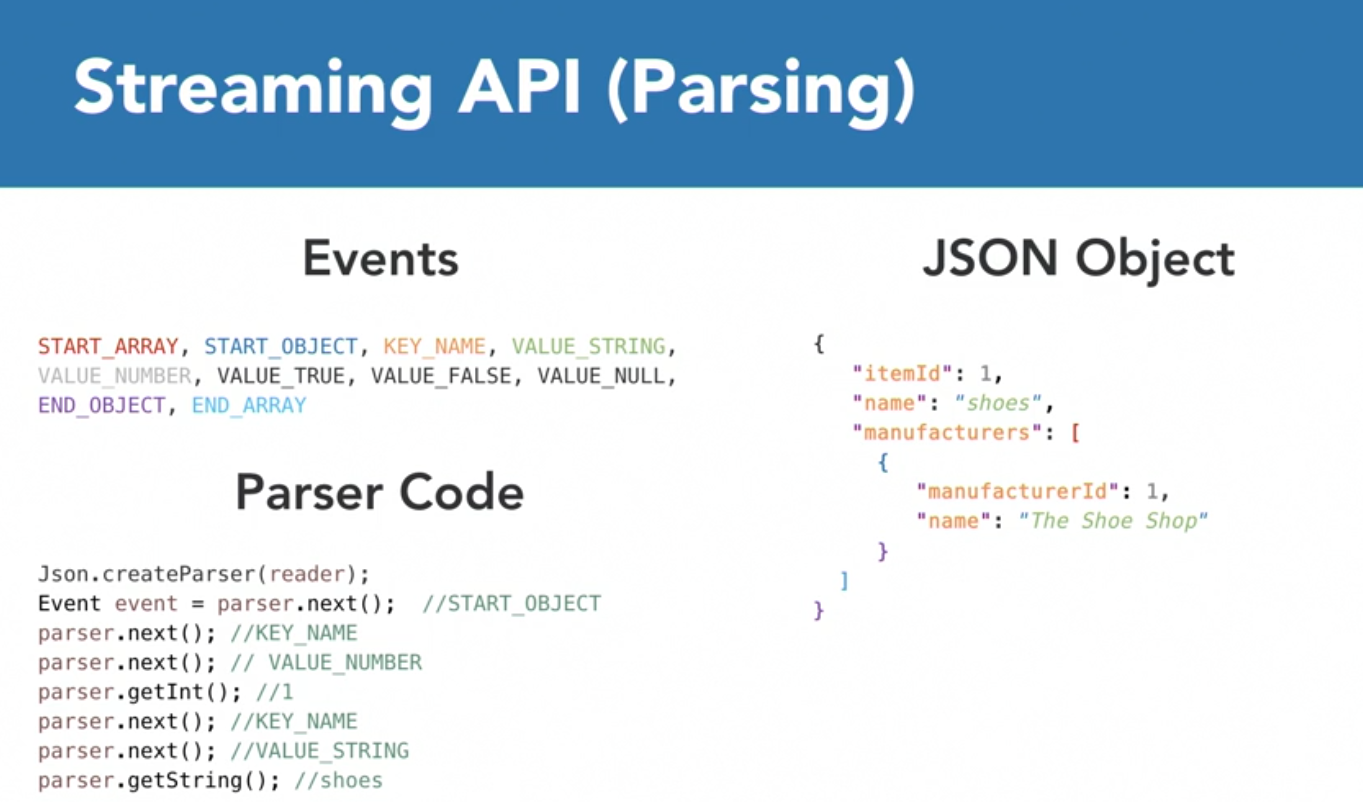 Streaming API (Parsing)
Events
START_ARRAY, START_OBJECT, KEY_NAME, VALUE_STRING,
VALUE_NUMBER, VALUE_TRUE, VALUE_FALSE, VALUE_NULL,
END_OBJECT, END_ARRAY
Parser Code
Json.createParser(reader);
Event event = parser.next();  //START_OBJECT
parser.next(); //KEY_NAME
parser.next(); // VALUE_NUMBER
parser.getInt(); //1
parser.next(); //KEY_NAME
parser.next(); //VALUE_STRING
parser.getString(); //shoes
JSON Object
{
"itemId": 1,
"name": “shoes”,
"manufacturers": [
{
"manufacturerId": 1,
"name": “The Shoe Shop”
}
]
}